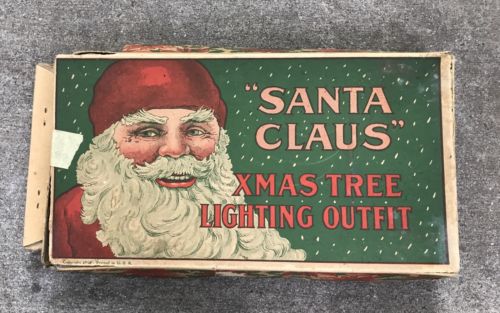 "SANTA
CLAUS"
XMAS TREE
LIGHTING OUTFIT